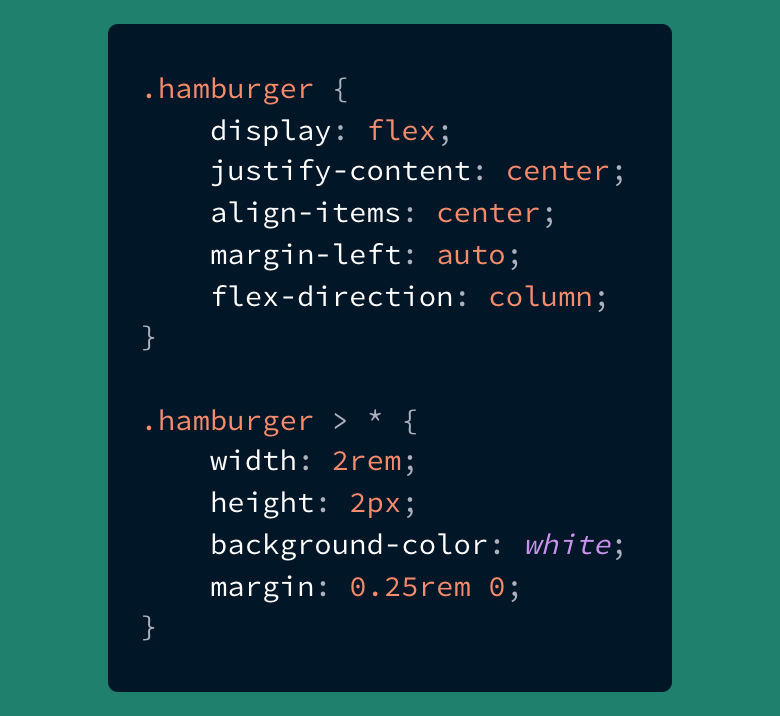 .hamburger {
    display: flex;
    justify-content: center;
    align-items: center;
    margin-left: auto;
    flex-direction: column;
}

.hamburger > * {
    width: 2rem;
    height: 2px;
    background-color: white;
    margin: 0.25rem 0;
}